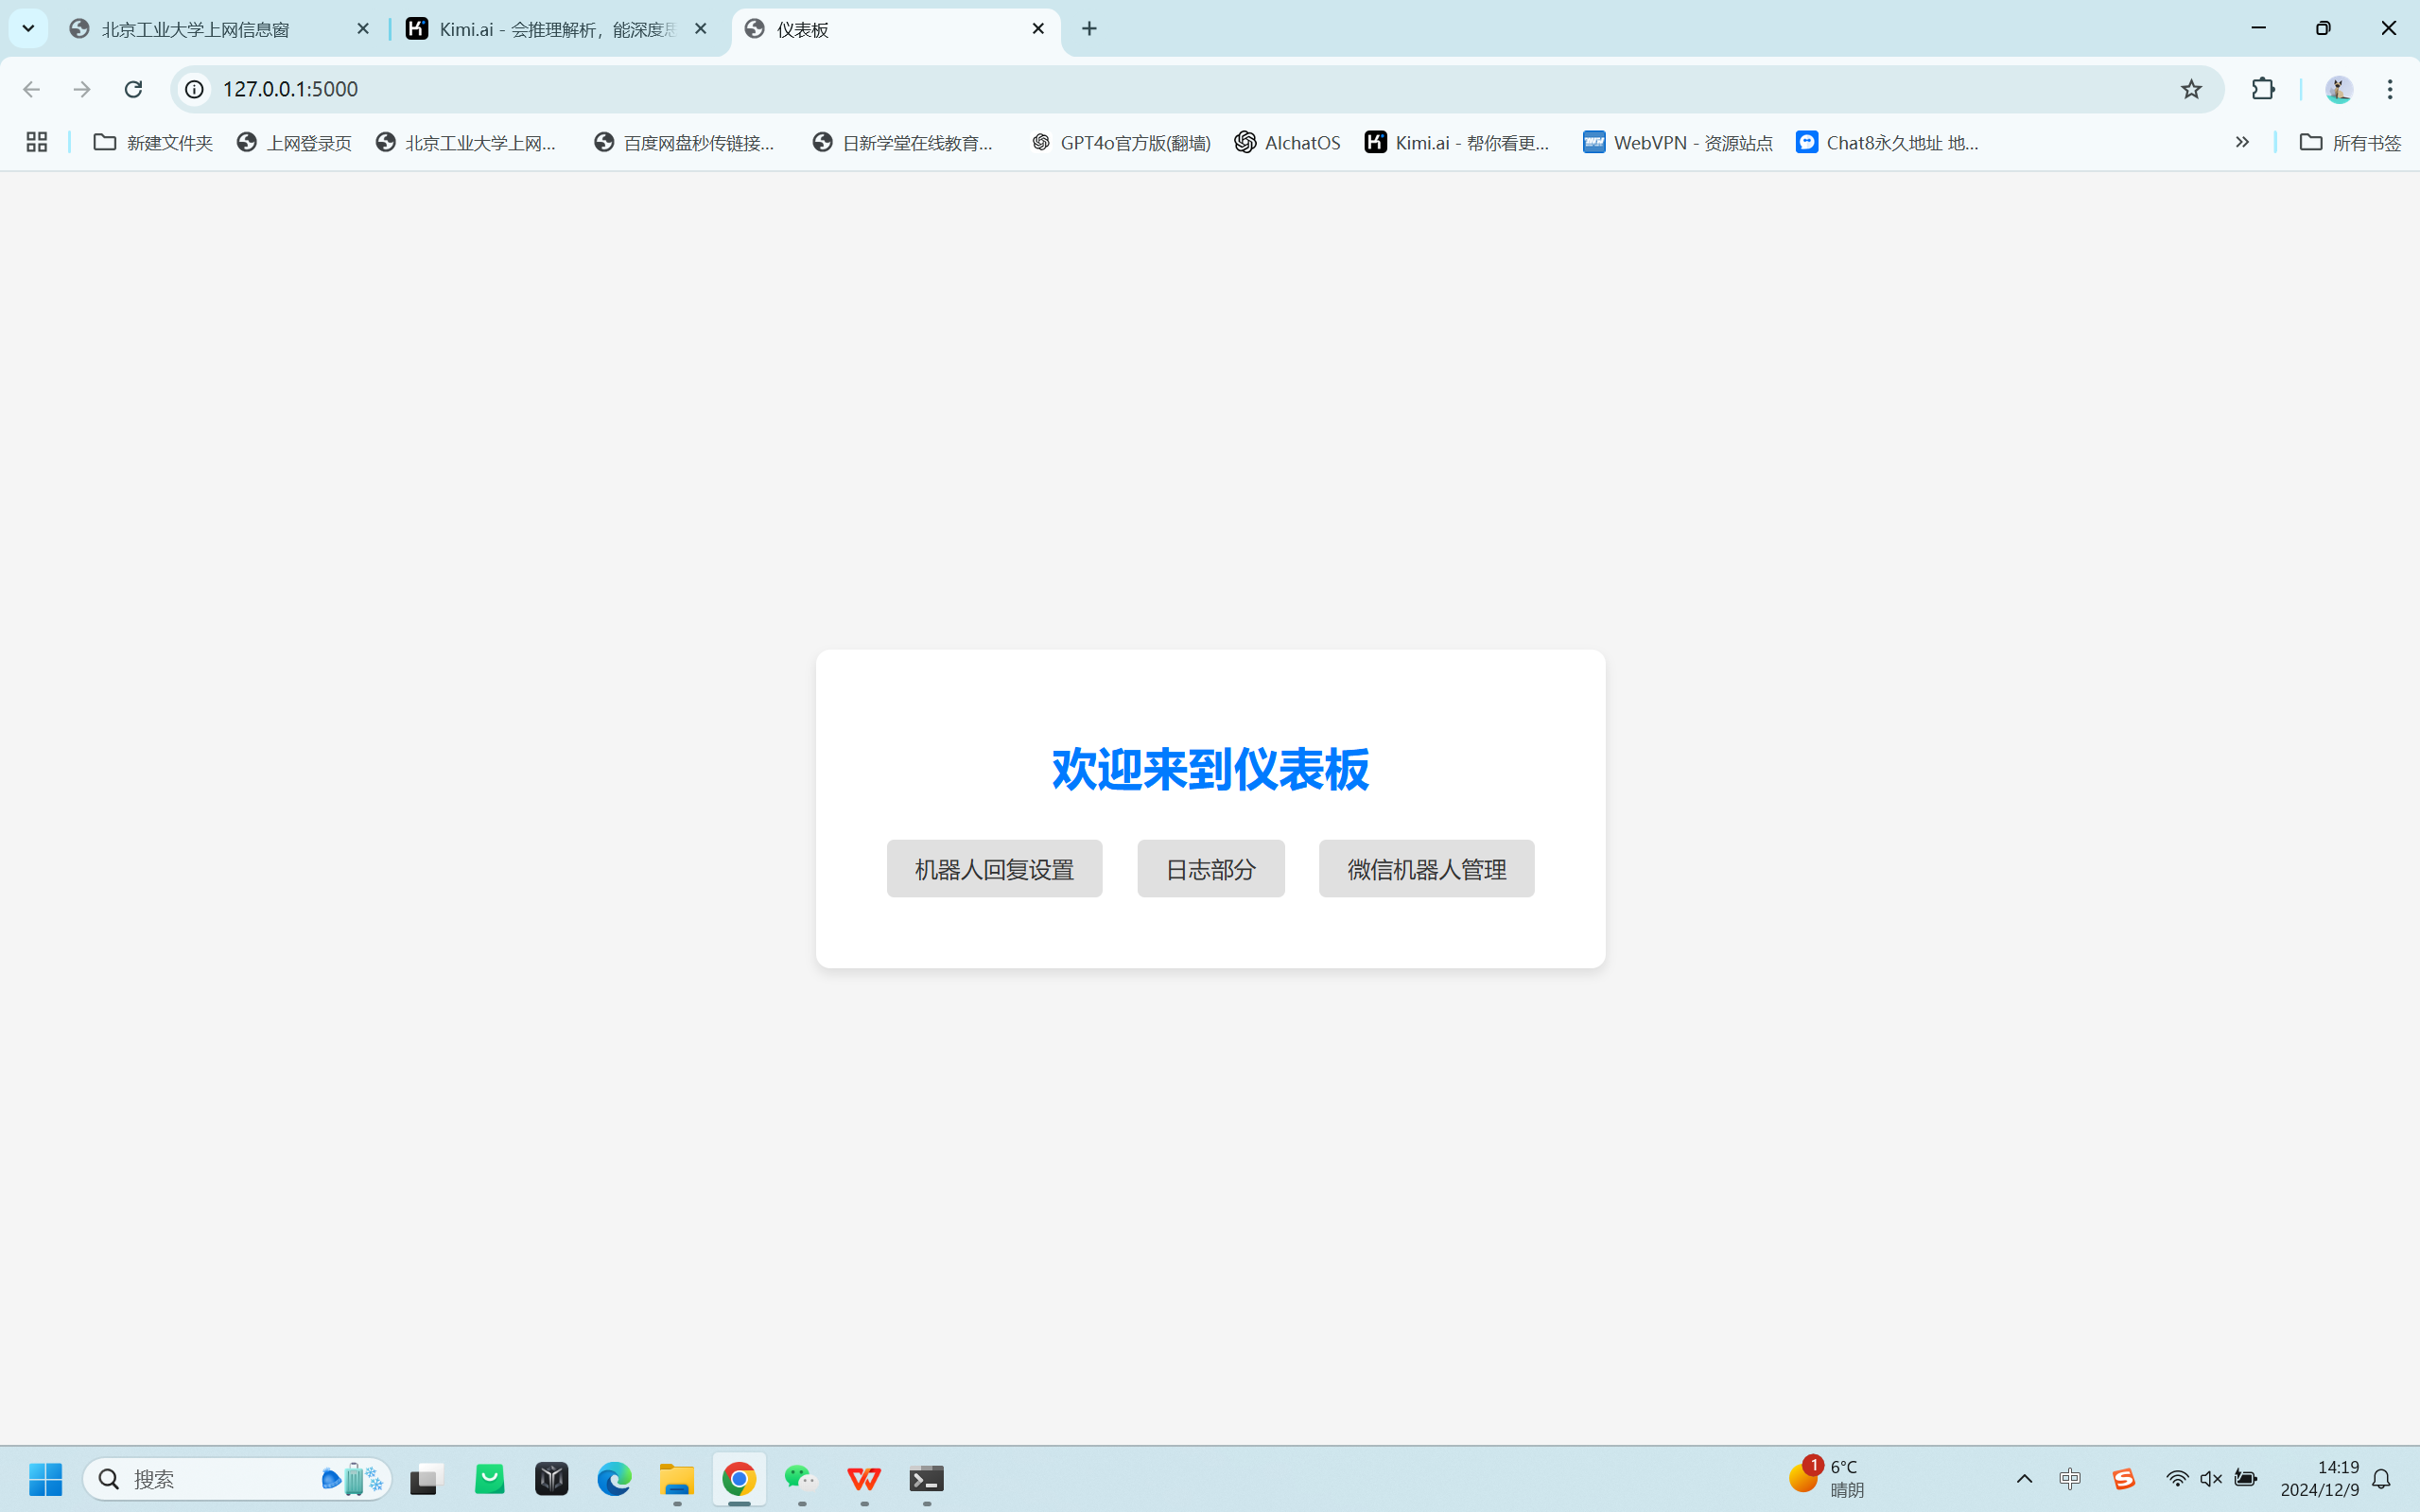 北京工业大学上网信息窗
Kimi.ai - 会推理解析，能深度思
仪表板
127.0.0.1:5000
新建文件夹
上网登录页
北京工业大学上网...
百度网盘秒传链接...
日新学堂在线教育...
GPT4o官方版(翻墙)
AIchatOS
Kimi.ai - 帮你看更...
WebVPN - 资源站点
Chat8永久地址 地...
所有书签
欢迎来到仪表板
机器人回复设置
日志部分
微信机器人管理
搜索
1
6°C
晴朗
中
14:19
2024/12/9